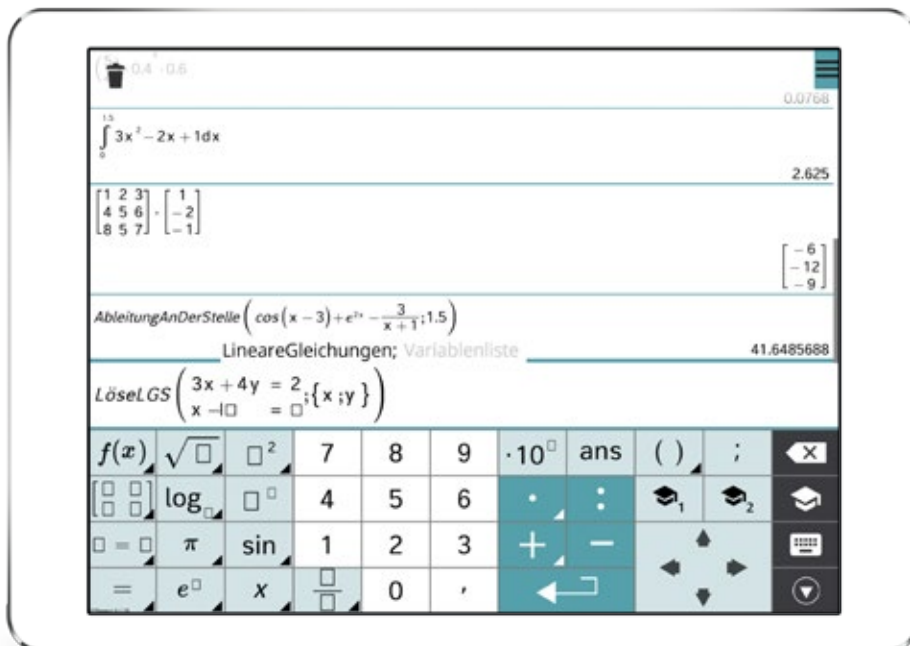 0.4 · 0.6
0.0768
∫ 0 1.5 3x² − 2x + 1dx
2.625
[1 2 3; 4 5 6; 8 5 7] · [1; −2; −1]
[−6; −12; −9]
AbleitungAnDerStelle(cos(x − 3)+e²ˣ − 3/(x + 1);1.5)
LineareGleichungen; Variablenliste
41.6485688
LöseLGS(3x + 4y = 2
x −□ = □;{x ;y })
f(x) √□ □² 7 8 9 ·10□ ans ( ) ;
[□ □ □ □] log□ □□ 4 5 6 · : 1 2
□ = □ π sin 1 2 3 + −
= e□ x □/□ 0 ,